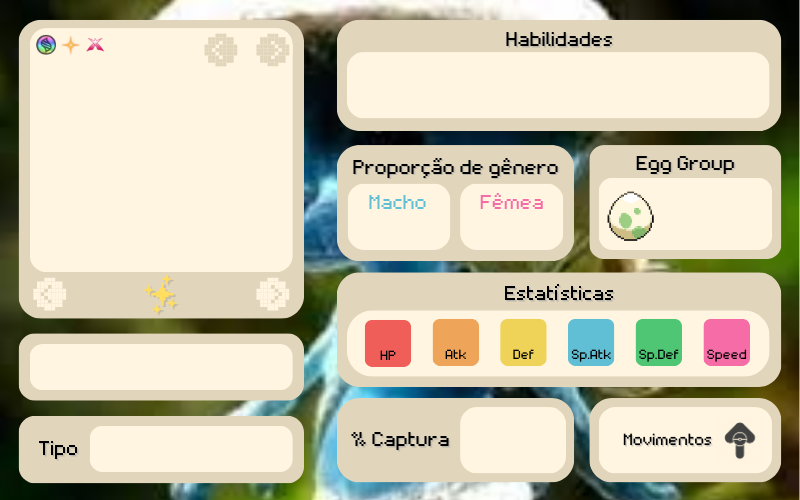 Habilidades
Proporção de gênero
Macho
Fêmea
Egg Group
Estatísticas
HP
Atk
Def
Sp.Atk
Sp.Def
Speed
Tipo
% Captura
Movimentos